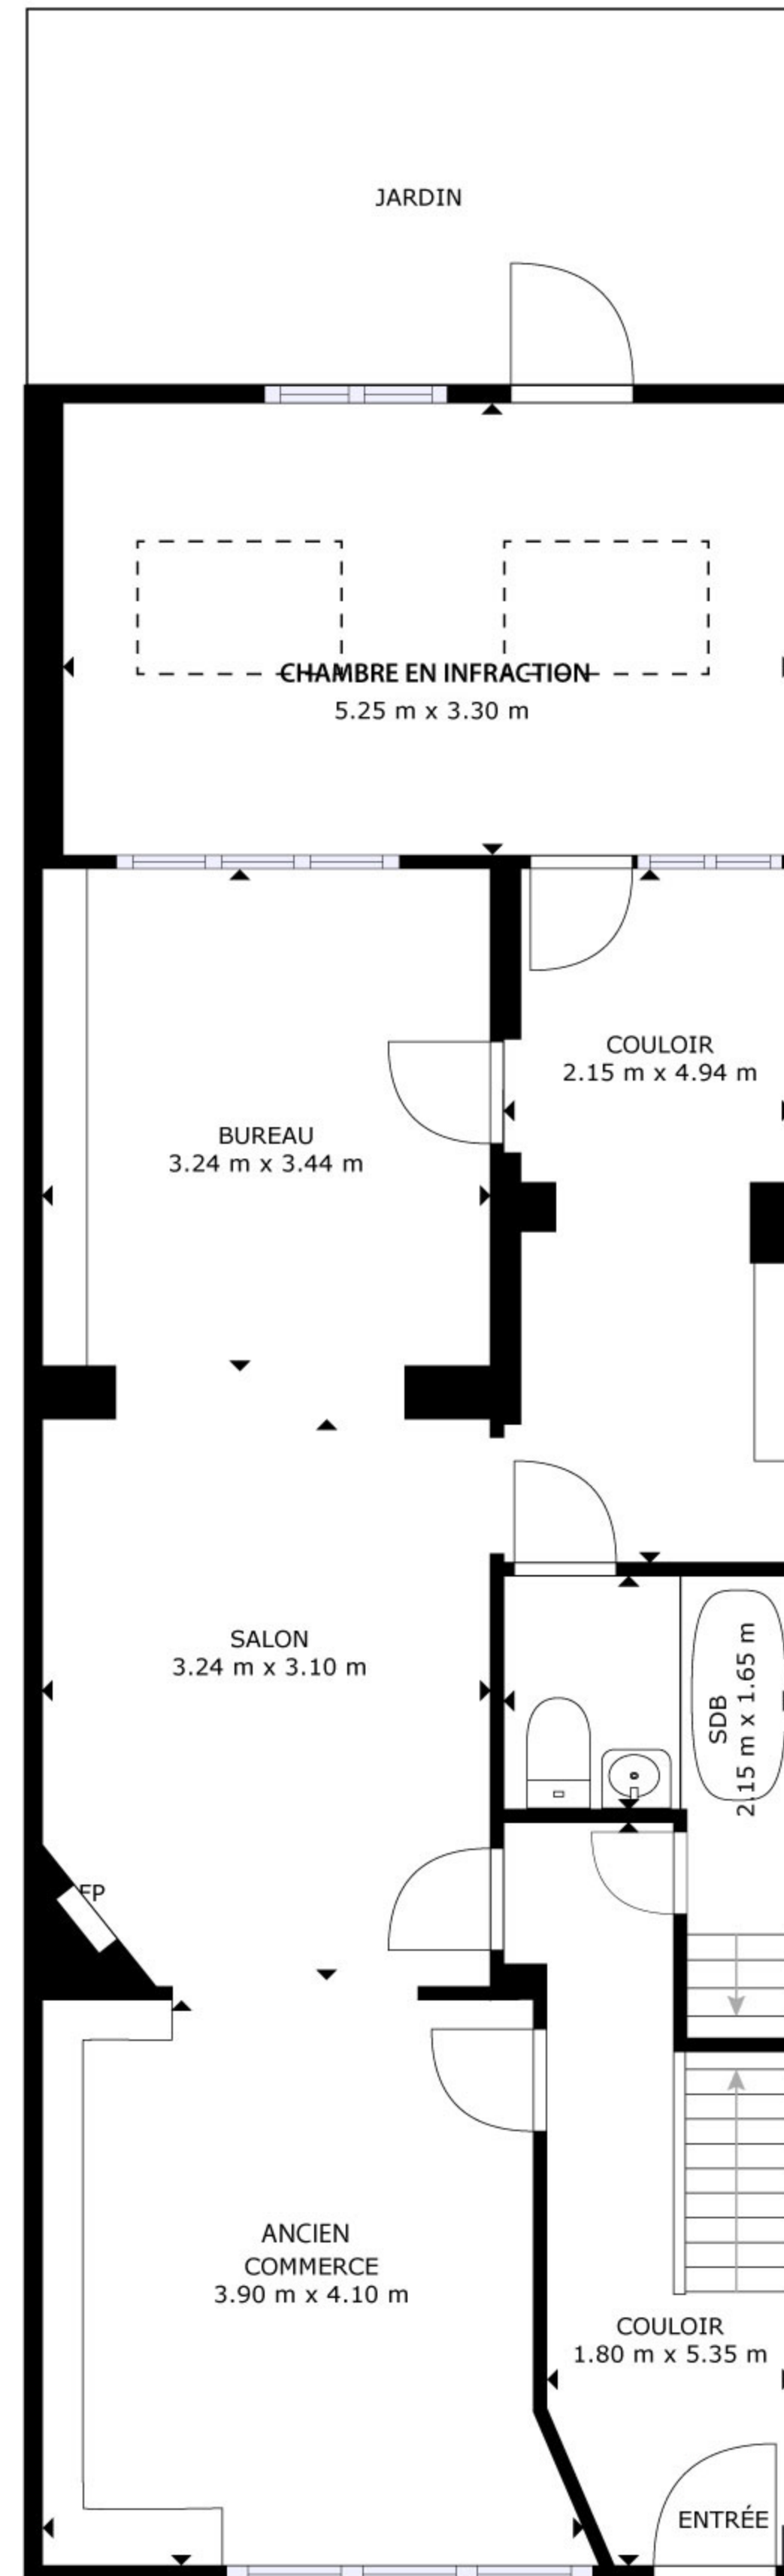 JARDIN
CHAMBRE EN INFRACTION
5.25 m x 3.30 m
COULOIR
2.15 m x 4.94 m
BUREAU
3.24 m x 3.44 m
SALON
3.24 m x 3.10 m
SDB
2.15 m x 1.65 m
FP
ANCIEN
COMMERCE
3.90 m x 4.10 m
COULOIR
1.80 m x 5.35 m
ENTRÉE